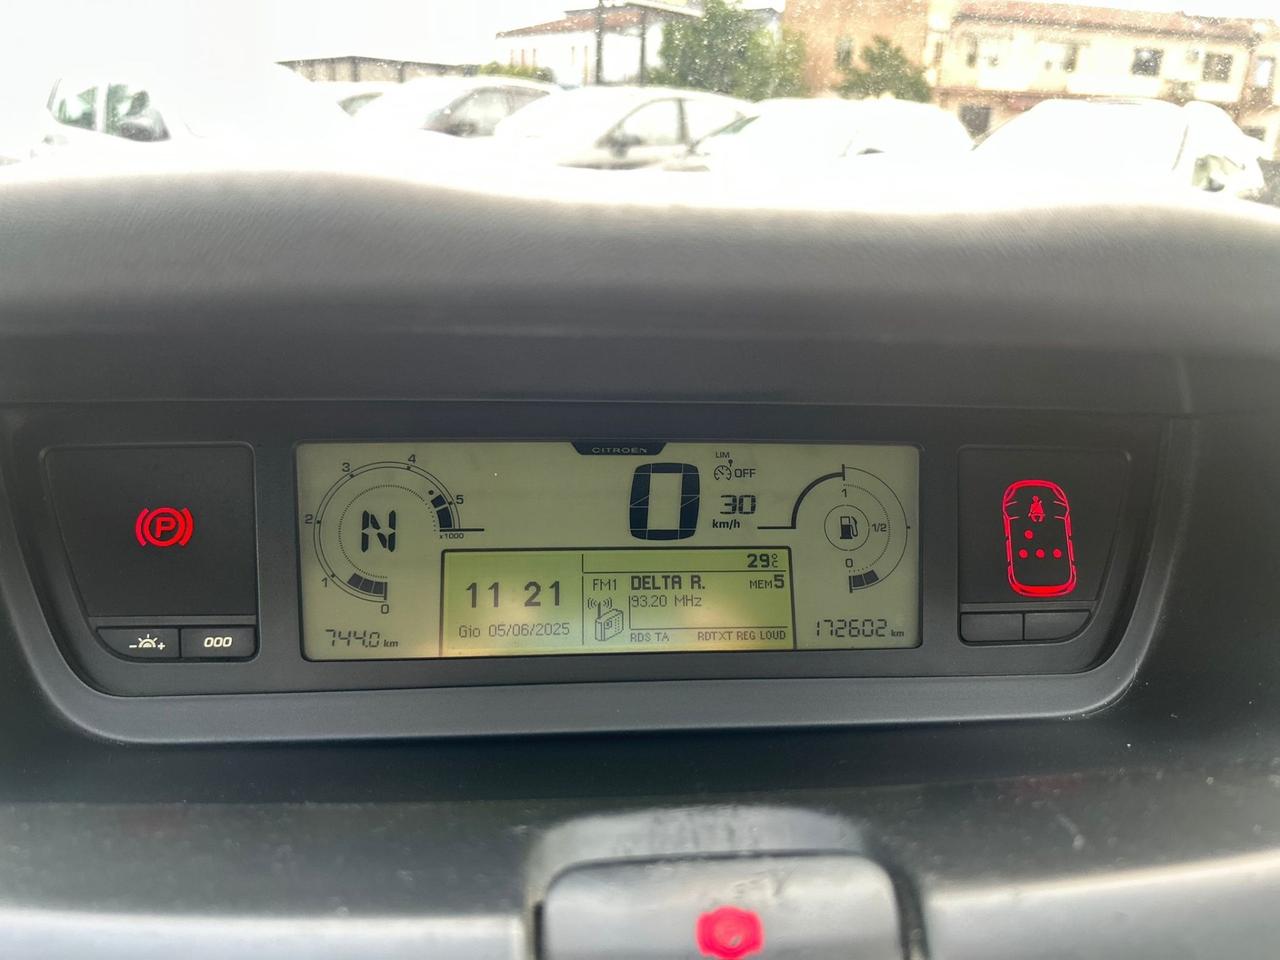 CITROËN
4
3
5
2
x1000
1
0
N
744.0 km
P
000
0
LIM
OFF
30
km/h
1
1/2
0
29°C
11 21
FM1 DELTA R. MEM5
93.20 MHz
Gio 05/06/2025
RDS TA RDTXT REG LOUD
172602 km